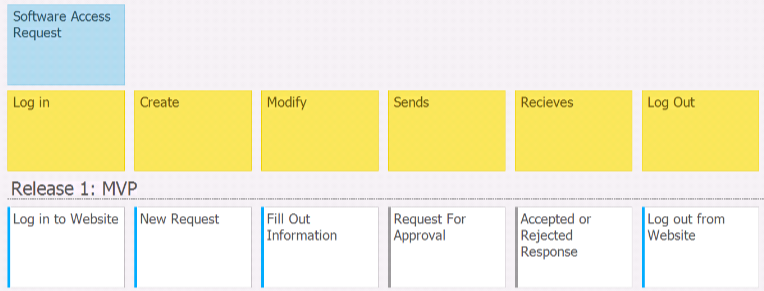 Software Access
Request
Log in
Create
Modify
Sends
Recieves
Log Out
Release 1: MVP
Log in to Website
New Request
Fill Out
Information
Request For
Approval
Accepted or
Rejected
Response
Log out from
Website